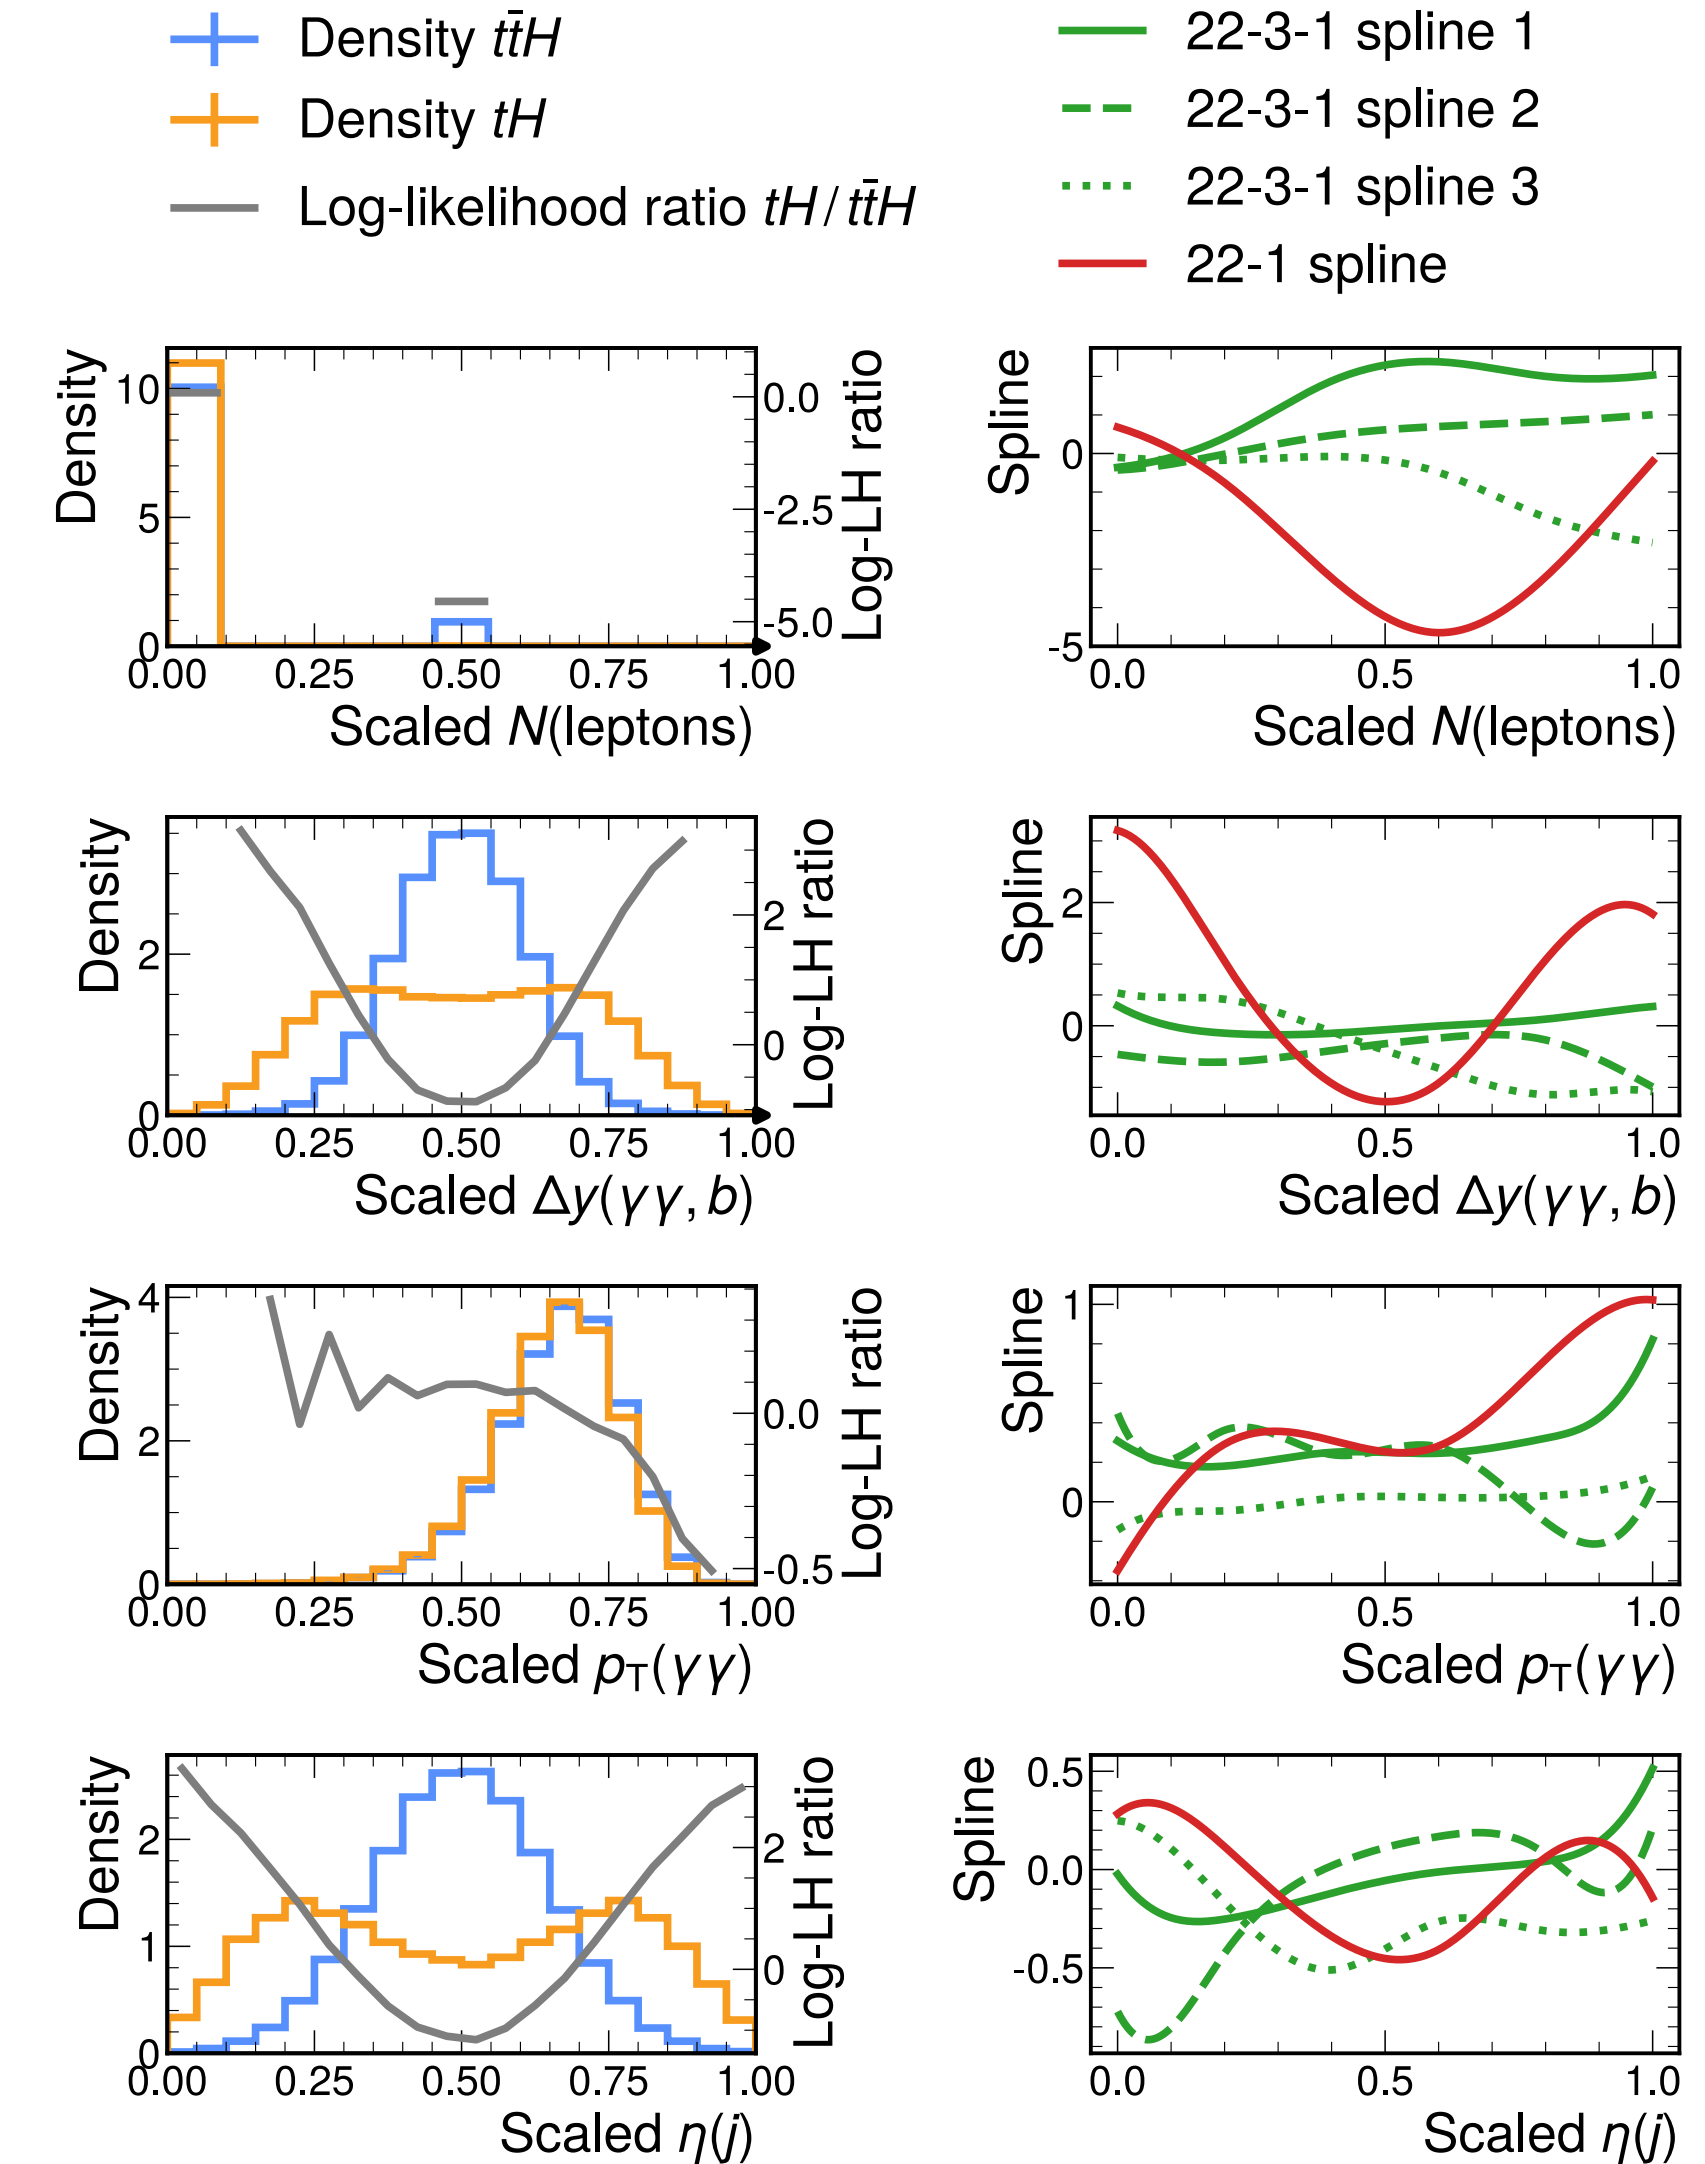 Density tt̄H
Density tH
Log-likelihood ratio tH/tt̄H
22-3-1 spline 1
22-3-1 spline 2
22-3-1 spline 3
22-1 spline
Density
10
5
0
0.0
-2.5
-5.0
Log-LH ratio
0.00 0.25 0.50 0.75 1.00
Scaled N(leptons)
Spline
0
-5
0.0 0.5 1.0
Scaled N(leptons)
Density
2
0
2
0
Log-LH ratio
0.00 0.25 0.50 0.75 1.00
Scaled Δy(γγ, b)
Spline
2
0
0.0 0.5 1.0
Scaled Δy(γγ, b)
Density
4
2
0
0.0
-0.5
Log-LH ratio
0.00 0.25 0.50 0.75 1.00
Scaled pT(γγ)
Spline
1
0
0.0 0.5 1.0
Scaled pT(γγ)
Density
2
1
0
2
0
Log-LH ratio
0.00 0.25 0.50 0.75 1.00
Scaled η(j)
Spline
0.5
0.0
-0.5
0.0 0.5 1.0
Scaled η(j)